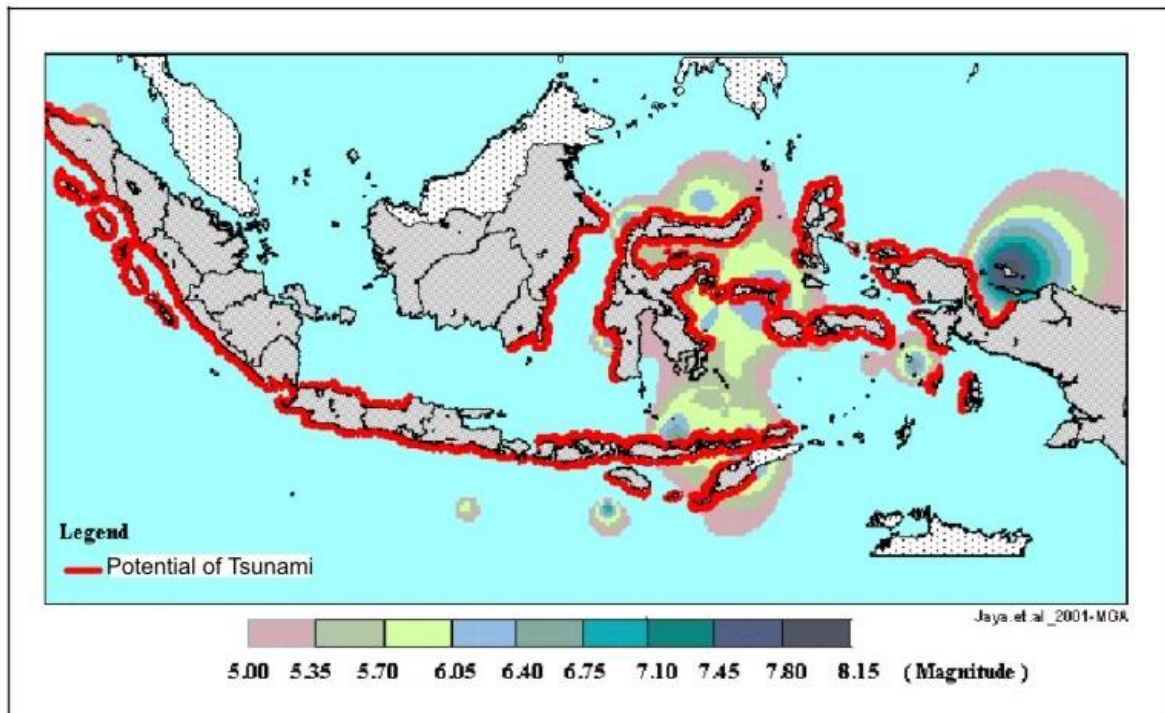 Legend
Potential of Tsunami
Jaya.et.al_2001-MGA
5.00 5.35 5.70 6.05 6.40 6.75 7.10 7.45 7.80 8.15 ( Magnitude )